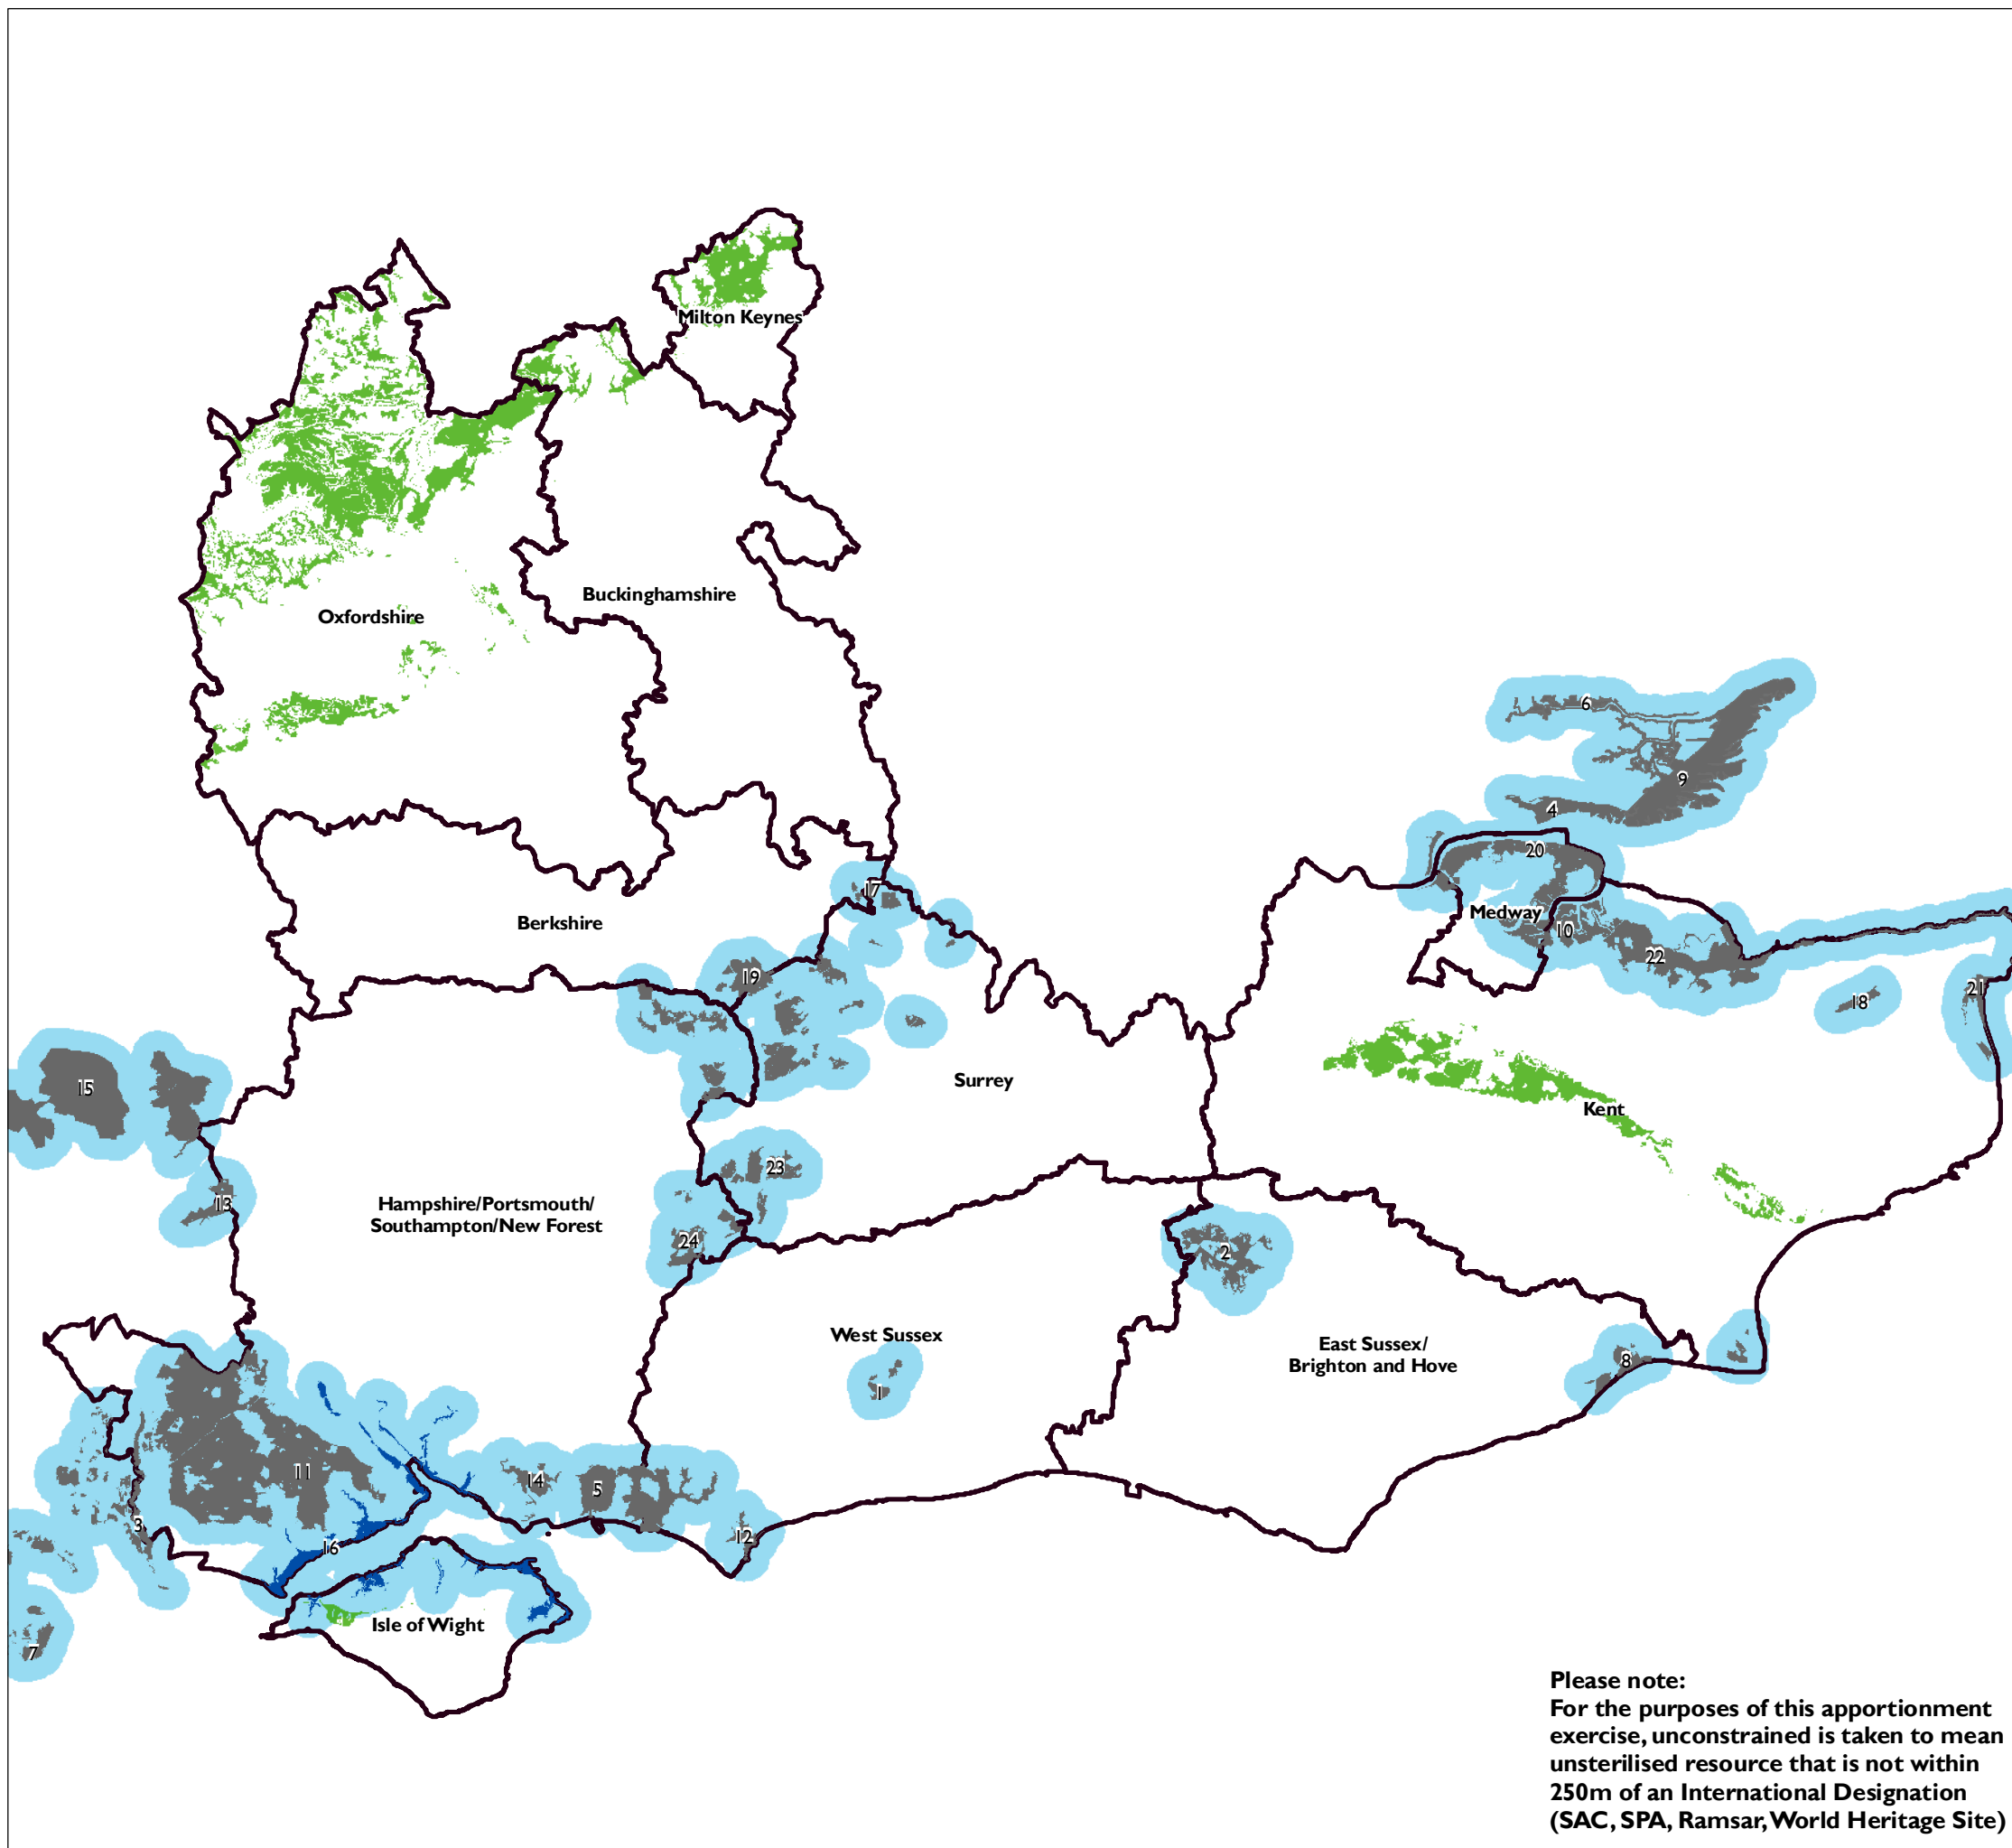 Milton Keynes
Buckinghamshire
Oxfordshire
6
9
4
20
17
Medway
Berkshire
10
22
19
21
18
15
Surrey
Kent
23
13
Hampshire/Portsmouth/
Southampton/New Forest
24
2
West Sussex
East Sussex/
Brighton and Hove
8
1
11
14
5
3
12
16
Isle of Wight
7
Please note:
For the purposes of this apportionment
exercise, unconstrained is taken to mean
unsterilised resource that is not within
250m of an International Designation
(SAC, SPA, Ramsar, World Heritage Site)